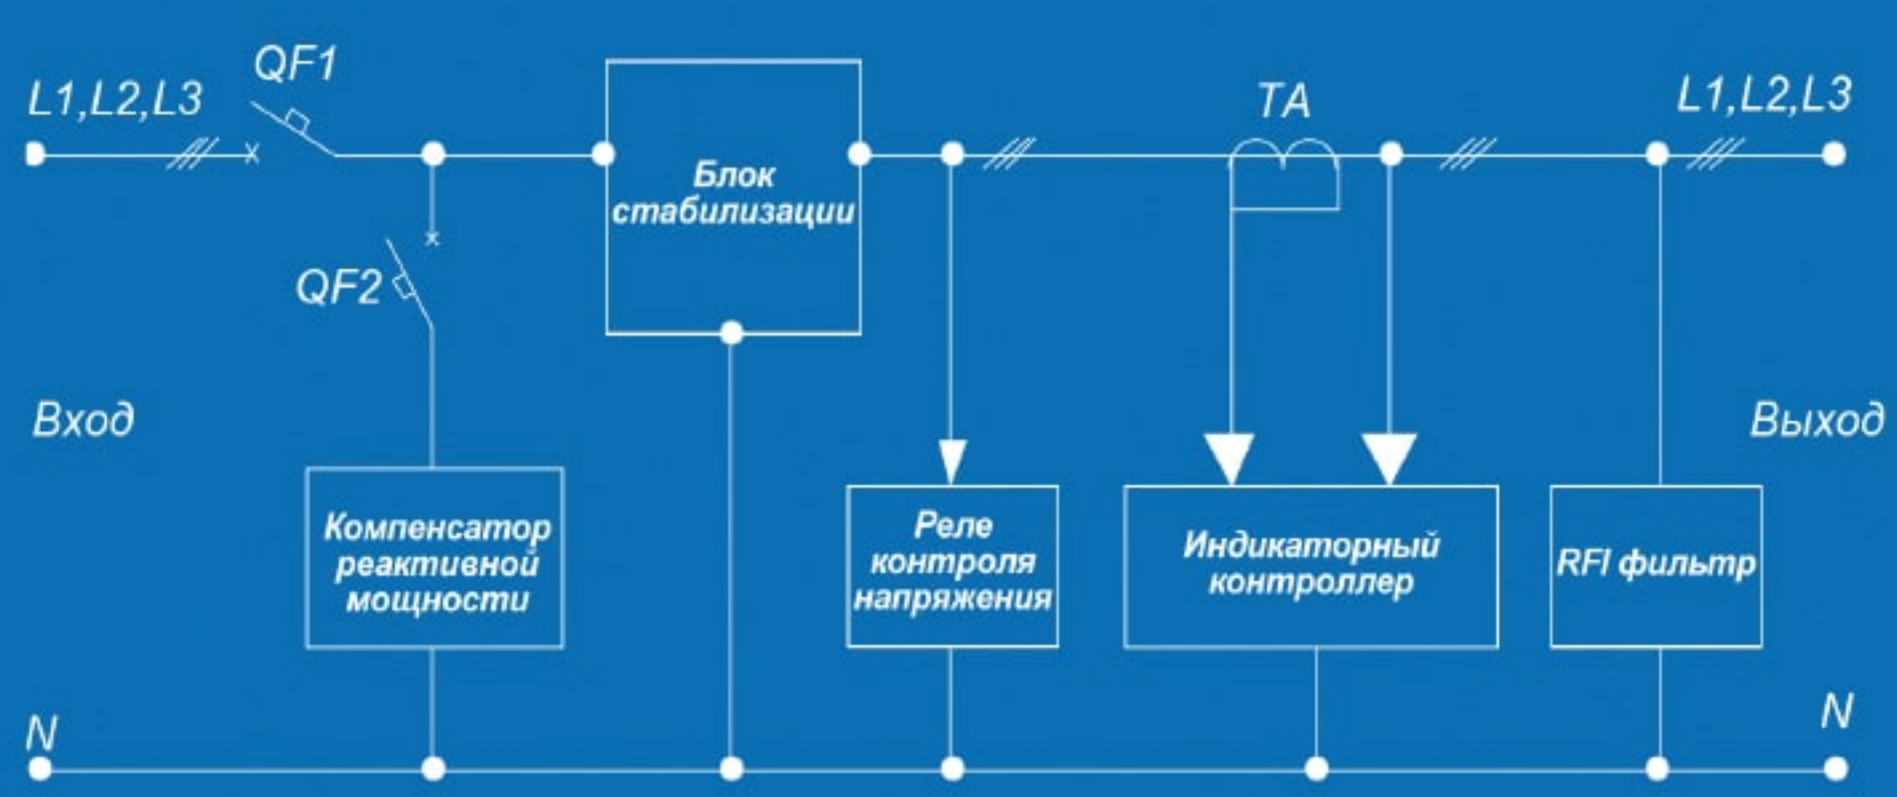 QF1
L1,L2,L3
TA
L1,L2,L3
Блок
стабилизации
QF2
Вход
Выход
Компенсатор
реактивной
мощности
Реле
контроля
напряжения
Индикаторный
контроллер
RFI фильтр
N
N